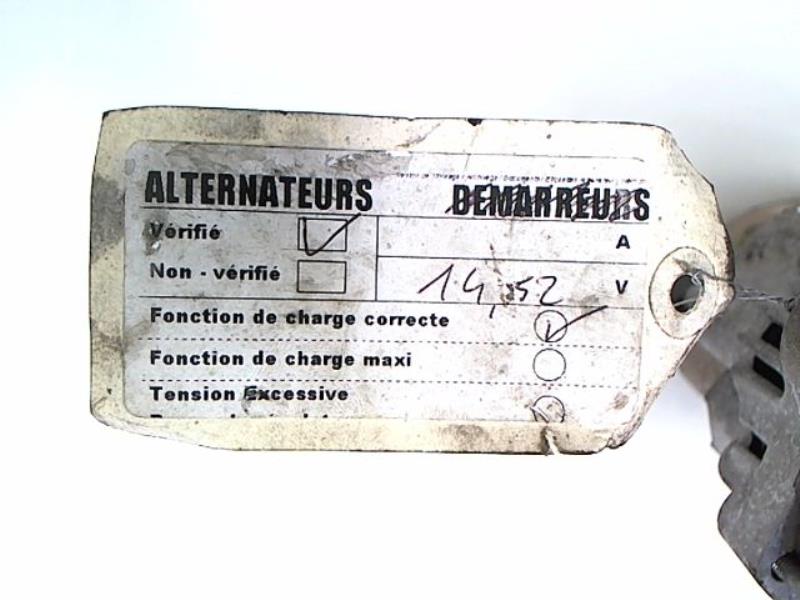 ALTERNATEURS DEMARREURS
Vérifié A
Non - vérifié 14,52 V
Fonction de charge correcte
Fonction de charge maxi
Tension Excessive